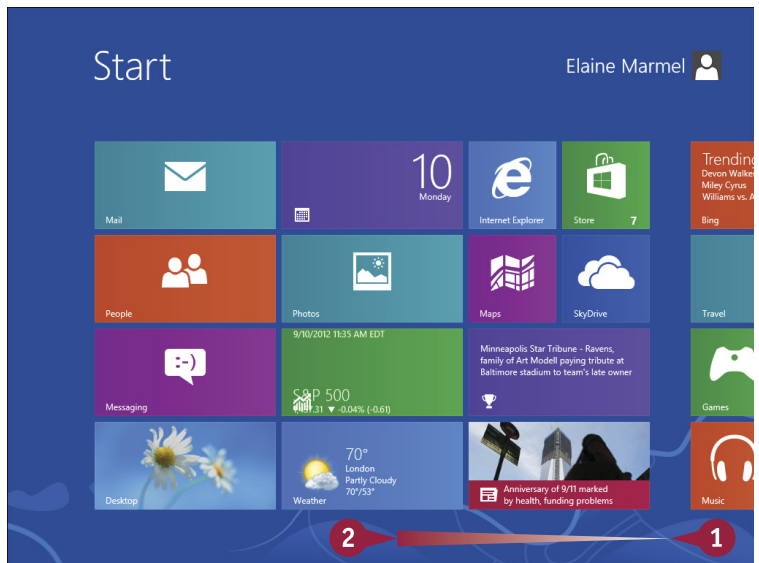 Start
Elaine Marmel
Mail
10
Monday
Internet Explorer
Store
7
Trending
Devon Walke
Miley Cyrus
Williams vs. A
Bing
People
Photos
Maps
SkyDrive
Travel
Messaging
9/10/2012 11:35 AM EDT
S&P 500
▼ -0.04% (-0.61)
Minneapolis Star Tribune - Ravens,
family of Art Modell paying tribute at
Baltimore stadium to team's late owner
Games
Desktop
70°
London
Partly Cloudy
70°/53°
Weather
Anniversary of 9/11 marked
by health, funding problems
Music
2
1